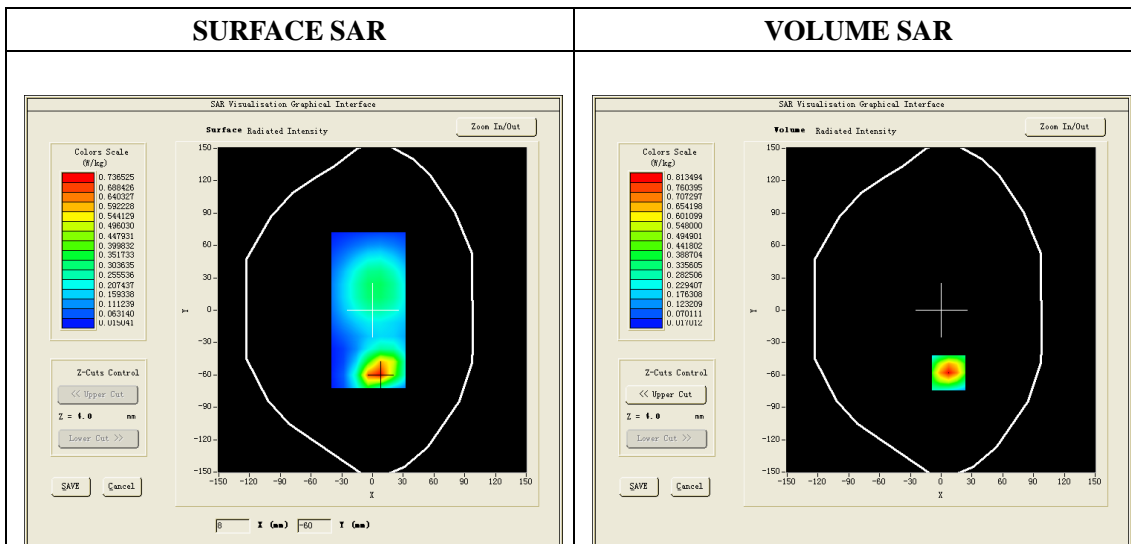 SURFACE SAR
VOLUME SAR
SAR Visualisation Graphical Interface
Surface Radiated Intensity
Zoom In/Out
Colors Scale
(W/kg)
0.736525
0.688426
0.640327
0.592228
0.544129
0.496030
0.447931
0.399832
0.351733
0.303635
0.255536
0.207437
0.159338
0.111239
0.063140
0.015041
Z-Cuts Control
<< Upper Cut
Z = 4.0 mm
Lower Cut >>
SAVE Cancel
150
120
90
60
30
0
-30
-60
-90
-120
-150
Y
-150 -120 -90 -60 -30 0 30 60 90 120 150
X
8 X (mm) -60 Y (mm)
SAR Visualisation Graphical Interface
Volume Radiated Intensity
Zoom In/Out
Colors Scale
(W/kg)
0.813494
0.760395
0.707297
0.654198
0.601099
0.548000
0.494901
0.441802
0.388704
0.335605
0.282506
0.229407
0.176308
0.123209
0.070111
0.017012
Z-Cuts Control
<< Upper Cut
Z = 4.0 mm
Lower Cut >>
SAVE Cancel
150
120
90
60
30
0
-30
-60
-90
-120
-150
Y
-150 -120 -90 -60 -30 0 30 60 90 120 150
X